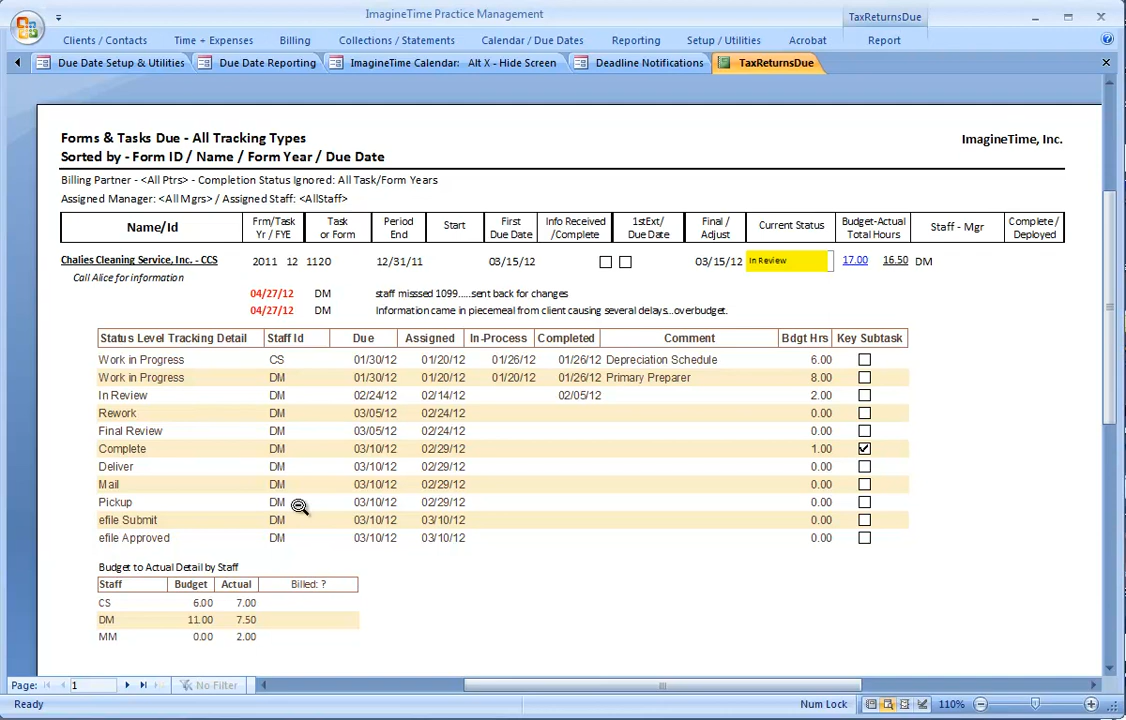 ImagineTime Practice Management
TaxReturnsDue
Clients / Contacts Time + Expenses Billing Collections / Statements Calendar / Due Dates Reporting Setup / Utilities Acrobat Report
Due Date Setup & Utilities Due Date Reporting ImagineTime Calendar: Alt X - Hide Screen Deadline Notifications TaxReturnsDue
Forms & Tasks Due - All Tracking Types ImagineTime, Inc.
Sorted by - Form ID / Name / Form Year / Due Date
Billing Partner - <All Ptrs> - Completion Status Ignored: All Task/Form Years
Assigned Manager: <All Mgrs> / Assigned Staff: <AllStaff>
Name/Id Frm/Task Yr / FYE Task or Form Period End Start First Due Date Info Received /Complete 1stExt/ Due Date Final / Adjust Current Status Budget-Actual Total Hours Staff - Mgr Complete / Deployed
Chalies Cleaning Service, Inc. - CCS 2011 12 1120 12/31/11 03/15/12 03/15/12 In Review 17.00 16.50 DM
Call Alice for information
04/27/12 DM staff misssed 1099.....sent back for changes
04/27/12 DM Information came in piecemeal from client causing several delays...overbudget.
Status Level Tracking Detail Staff Id Due Assigned In-Process Completed Comment Bdgt Hrs Key Subtask
Work in Progress CS 01/30/12 01/20/12 01/26/12 01/26/12 Depreciation Schedule 6.00
Work in Progress DM 01/30/12 01/20/12 01/20/12 01/26/12 Primary Preparer 8.00
In Review DM 02/24/12 02/14/12 02/05/12 2.00
Rework DM 03/05/12 02/24/12 0.00
Final Review DM 03/05/12 02/24/12 0.00
Complete DM 03/10/12 02/29/12 1.00
Deliver DM 03/10/12 02/29/12 0.00
Mail DM 03/10/12 02/29/12 0.00
Pickup DM 03/10/12 02/29/12 0.00
efile Submit DM 03/10/12 03/10/12 0.00
efile Approved DM 03/10/12 03/10/12 0.00
Budget to Actual Detail by Staff
Staff Budget Actual Billed: ?
CS 6.00 7.00
DM 11.00 7.50
MM 0.00 2.00
Page: 1 No Filter
Ready Num Lock 110%